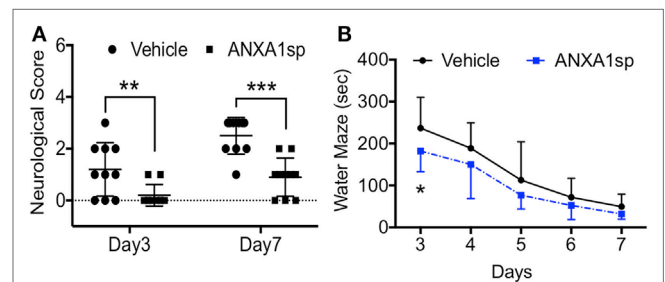 A
6
4
2
0
Neurological Score
Vehicle ANXA1sp
** ***
Day3 Day7
B
400
300
200
100
0
Water Maze (sec)
Vehicle ANXA1sp
*
3 4 5 6 7
Days